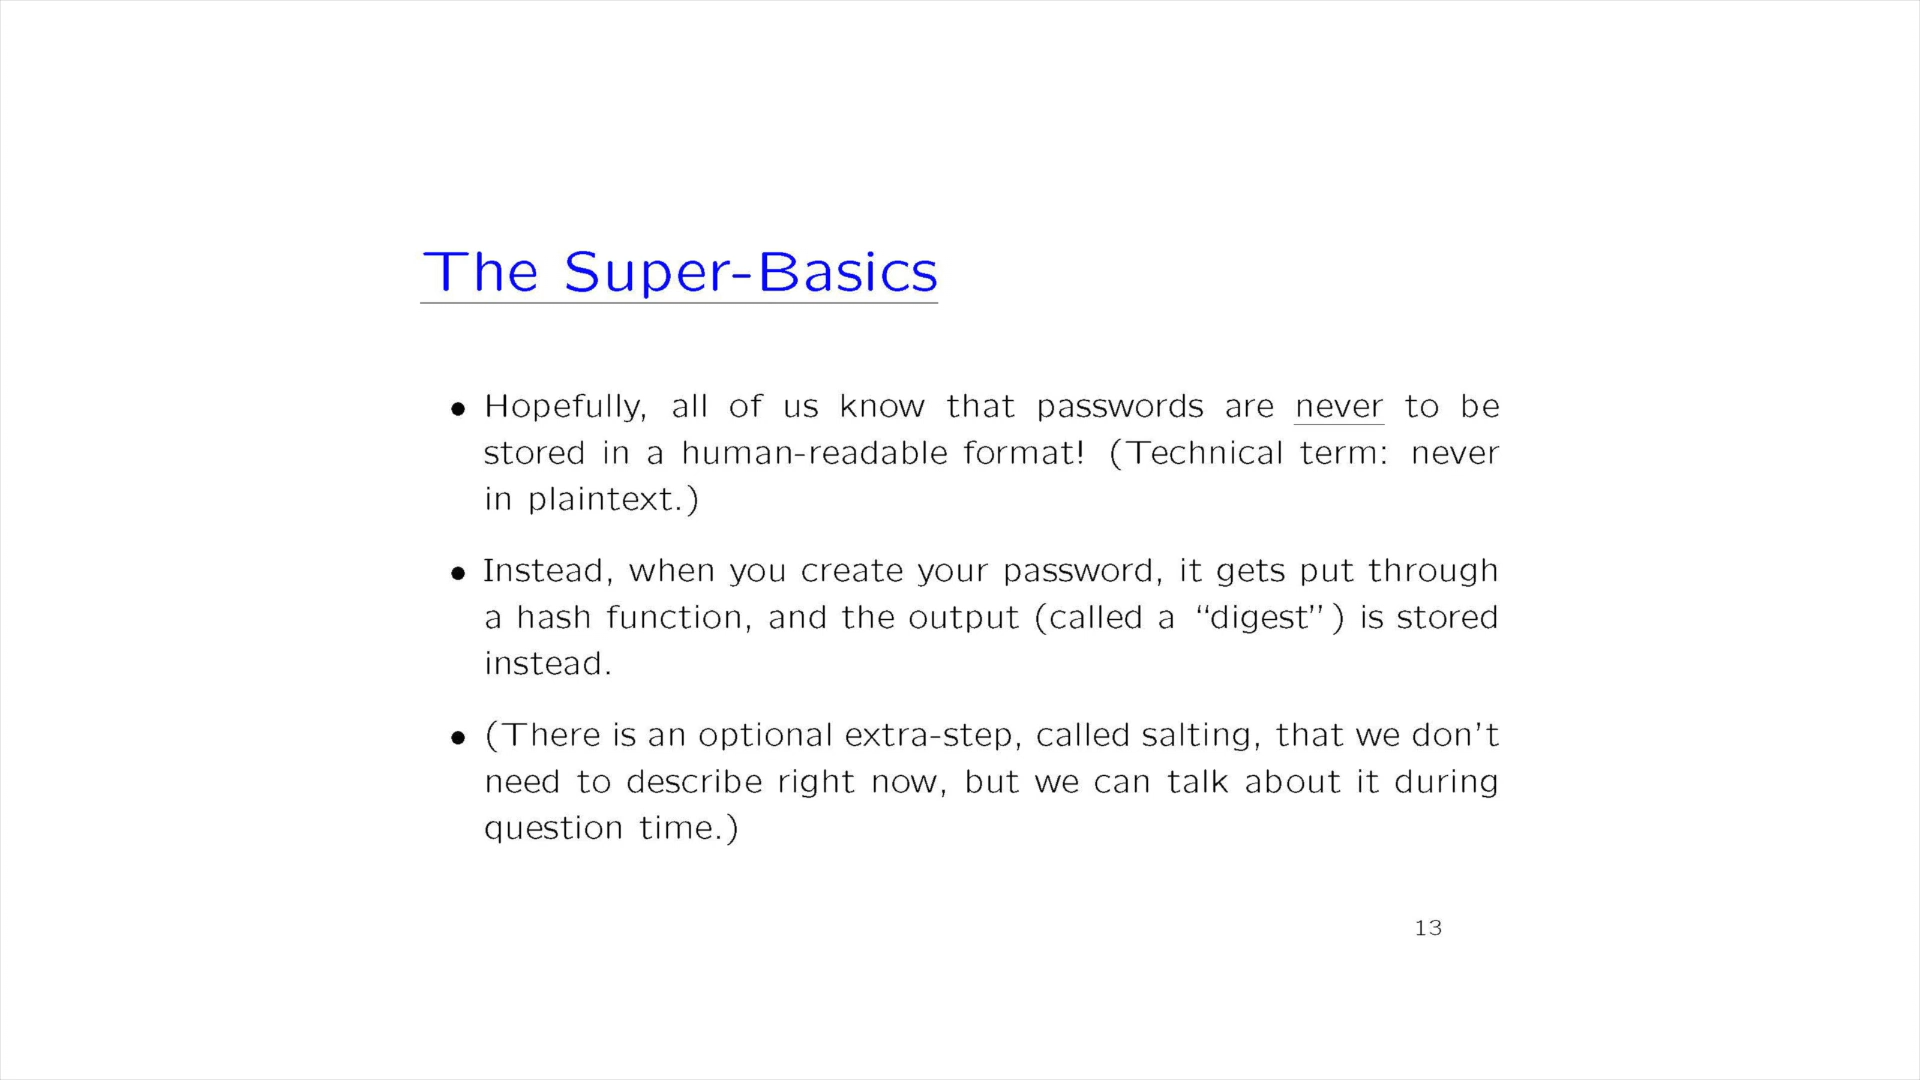 The Super-Basics
• Hopefully, all of us know that passwords are never to be
stored in a human-readable format! (Technical term: never
in plaintext.)
• Instead, when you create your password, it gets put through
a hash function, and the output (called a “digest”) is stored
instead.
• (There is an optional extra-step, called salting, that we don’t
need to describe right now, but we can talk about it during
question time.)
13